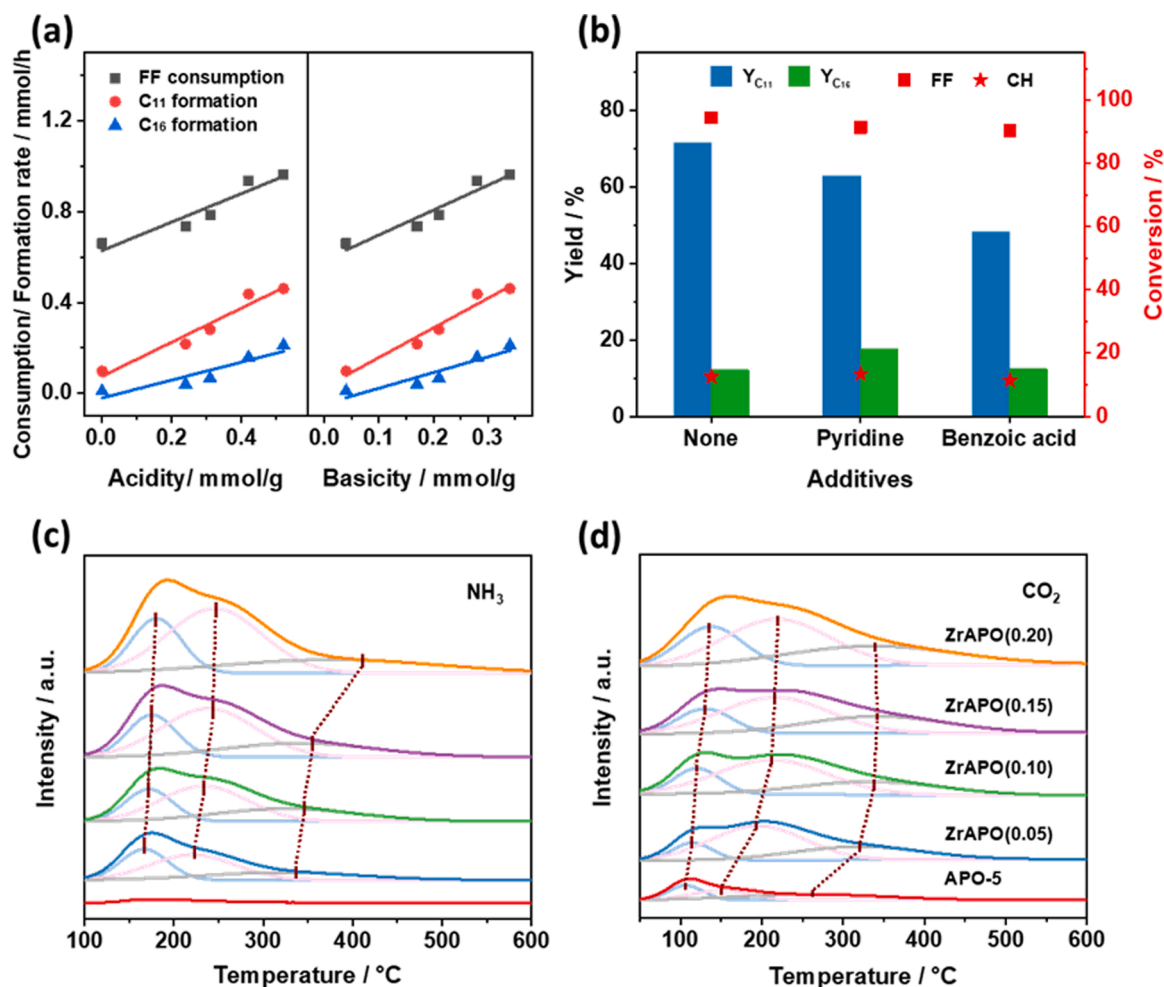 (a)
FF consumption
C11 formation
C16 formation
Consumption/ Formation rate / mmol/h
1.2
0.8
0.4
0.0
0.0 0.2 0.4
0.0 0.1 0.2 0.3
Acidity/ mmol/g
Basicity / mmol/g
(b)
YC11 YC16 FF CH
Yield / %
80
60
40
20
0
100
80
60
40
20
0
Conversion / %
None Pyridine Benzoic acid
Additives
(c)
NH3
Intensity / a.u.
100 200 300 400 500 600
Temperature / °C
(d)
CO2
ZrAPO(0.20)
ZrAPO(0.15)
ZrAPO(0.10)
ZrAPO(0.05)
APO-5
Intensity / a.u.
100 200 300 400 500 600
Temperature / °C